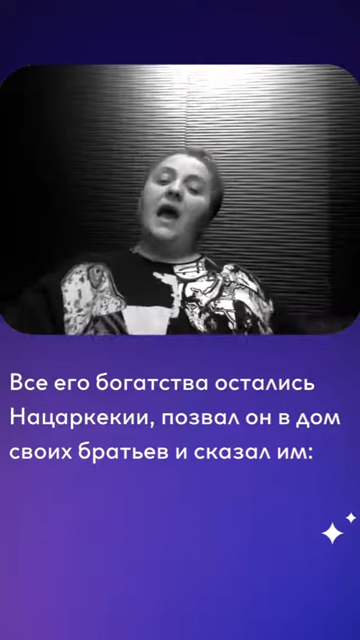 Все его богатства остались
Нацаркекии, позвал он в дом
своих братьев и сказал им: